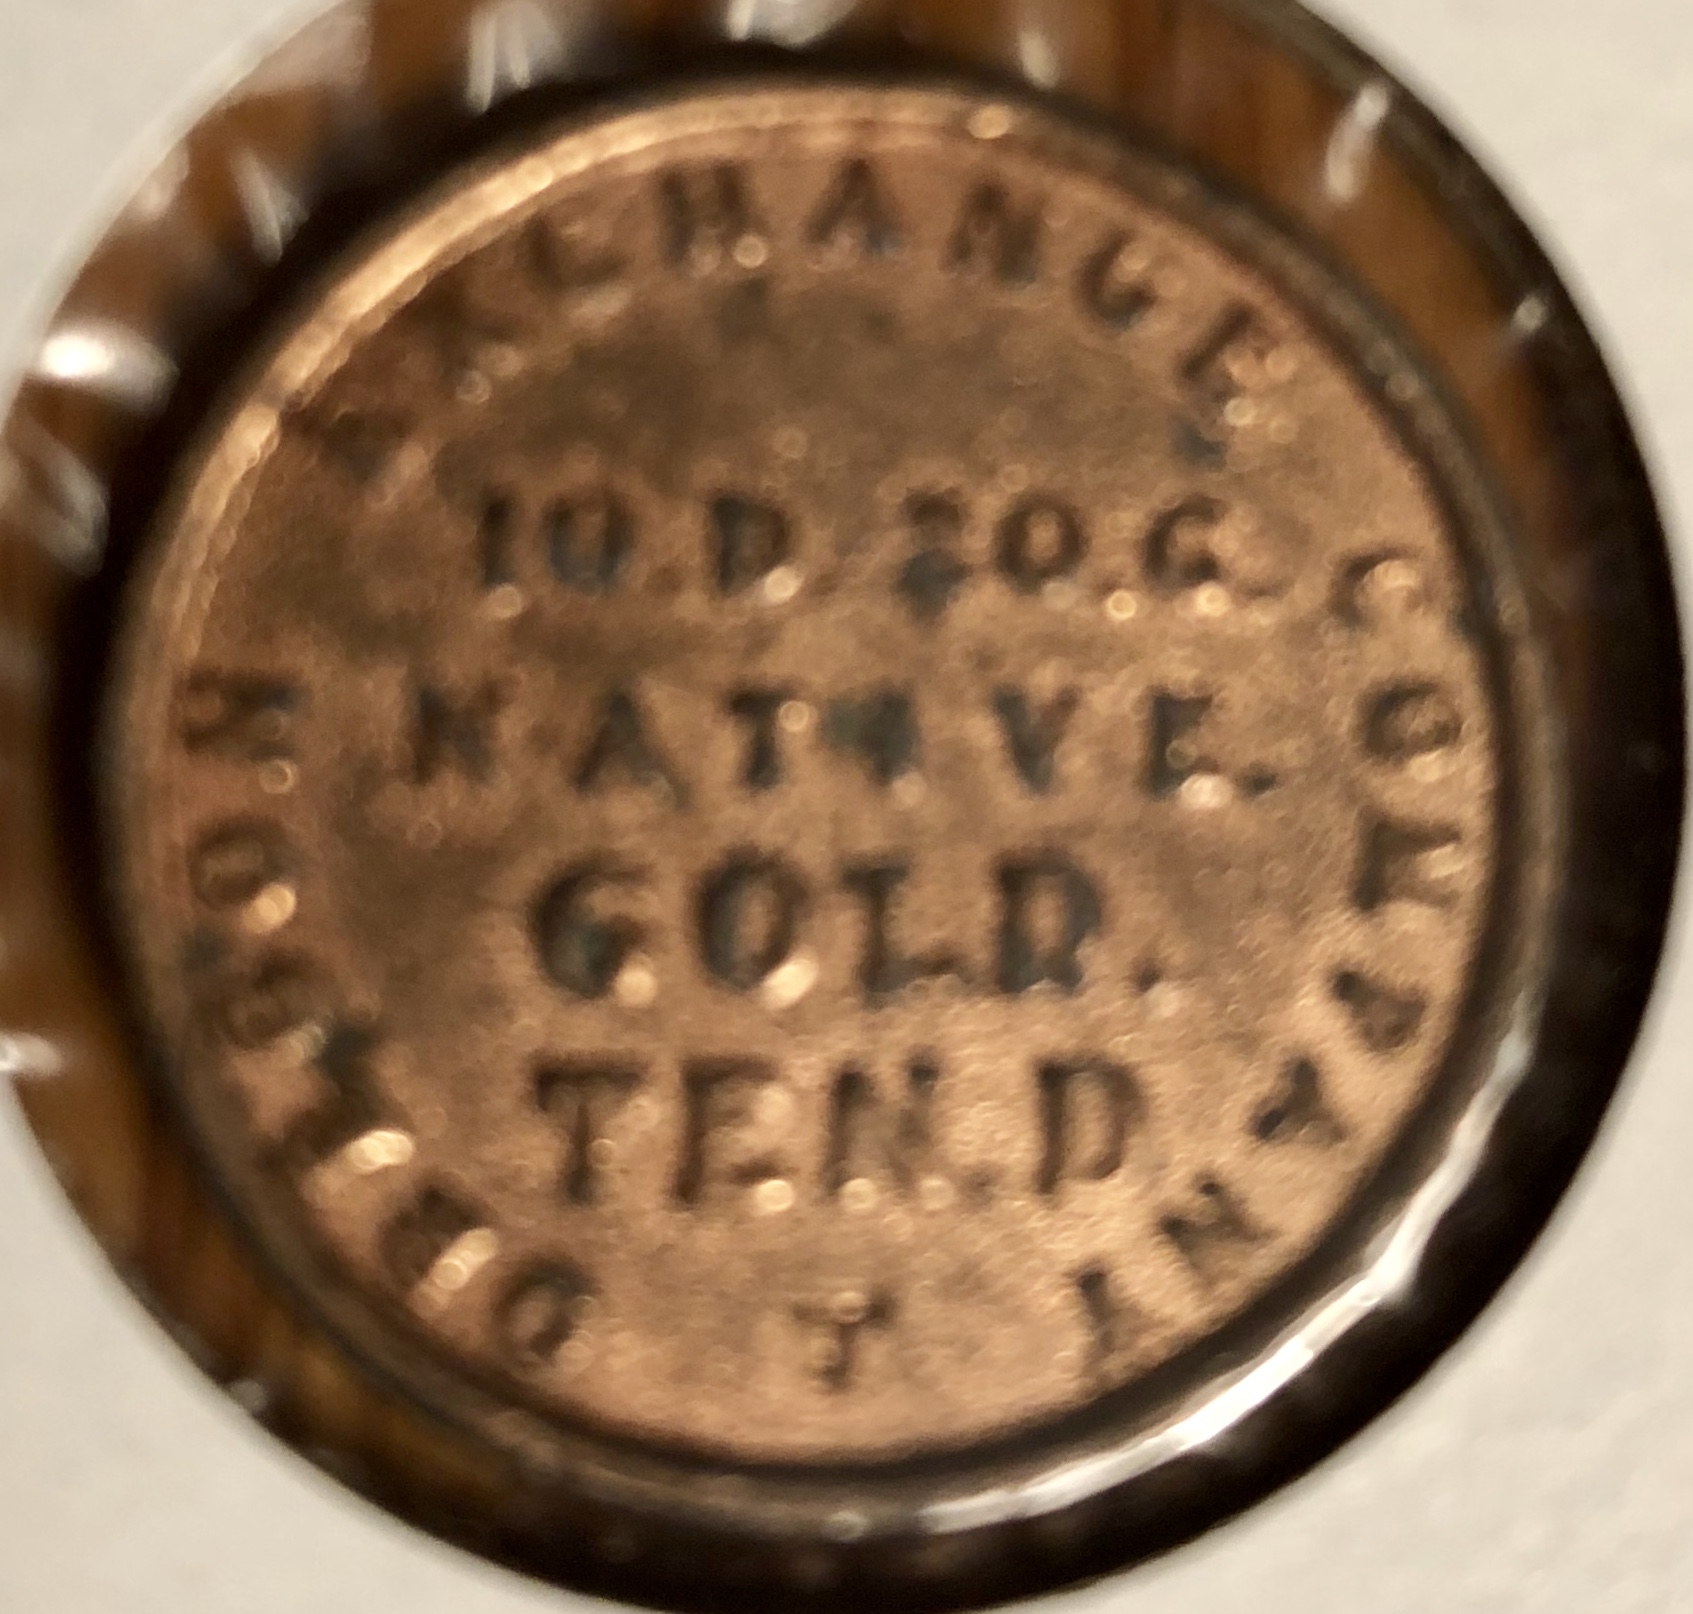 OREGON EXCHANGE COMPANY
10 D. 20 G.
NATIVE
GOLD.
TEN.D